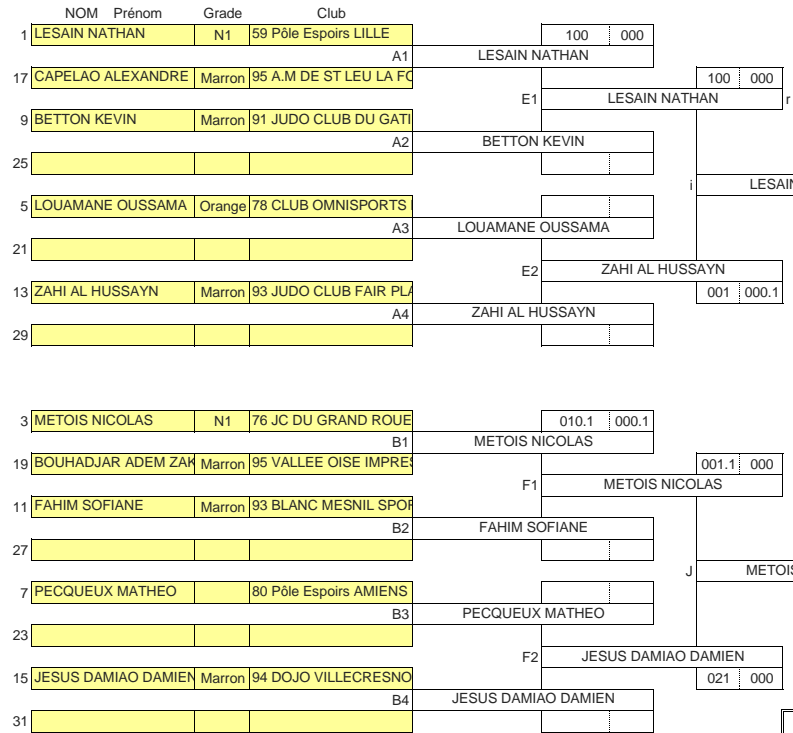 NOM Prénom Grade Club
1 LESAIN NATHAN N1 59 Pôle Espoirs LILLE 100 000
A1 LESAIN NATHAN
17 CAPELAO ALEXANDRE Marron 95 A.M DE ST LEU LA FO 100 000
E1 LESAIN NATHAN r
9 BETTON KEVIN Marron 91 JUDO CLUB DU GATI
A2 BETTON KEVIN
25
i LESAIN
5 LOUAMANE OUSSAMA Orange 78 CLUB OMNISPORTS
A3 LOUAMANE OUSSAMA
21
E2 ZAHI AL HUSSAYN
13 ZAHI AL HUSSAYN Marron 93 JUDO CLUB FAIR PLA 001 000.1
A4 ZAHI AL HUSSAYN
29
3 METOIS NICOLAS N1 76 JC DU GRAND ROUE 010.1 000.1
B1 METOIS NICOLAS
19 BOUHADJAR ADEM ZAK Marron 95 VALLEE OISE IMPRES 001.1 000
F1 METOIS NICOLAS
11 FAHIM SOFIANE Marron 93 BLANC MESNIL SPOR
B2 FAHIM SOFIANE
27
J METOIS
7 PECQUEUX MATHEO 80 Pôle Espoirs AMIENS
B3 PECQUEUX MATHEO
23
F2 JESUS DAMIAO DAMIEN
15 JESUS DAMIAO DAMIEN Marron 94 DOJO VILLECRESNO 021 000
B4 JESUS DAMIAO DAMIEN
31